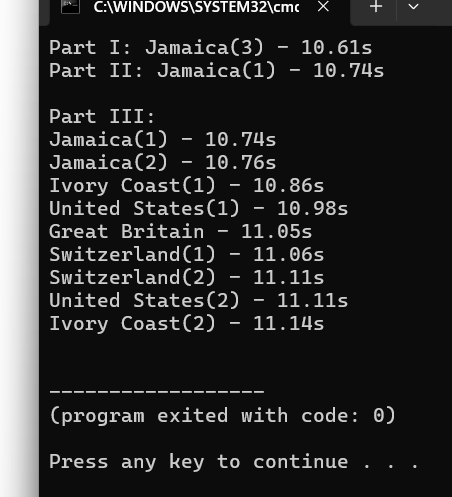 C:\WINDOWS\SYSTEM32\cmc
Part I: Jamaica(3) - 10.61s
Part II: Jamaica(1) - 10.74s
Part III:
Jamaica(1) - 10.74s
Jamaica(2) - 10.76s
Ivory Coast(1) - 10.86s
United States(1) - 10.98s
Great Britain - 11.05s
Switzerland(1) - 11.06s
Switzerland(2) - 11.11s
United States(2) - 11.11s
Ivory Coast(2) - 11.14s
------------------
(program exited with code: 0)
Press any key to continue . . .